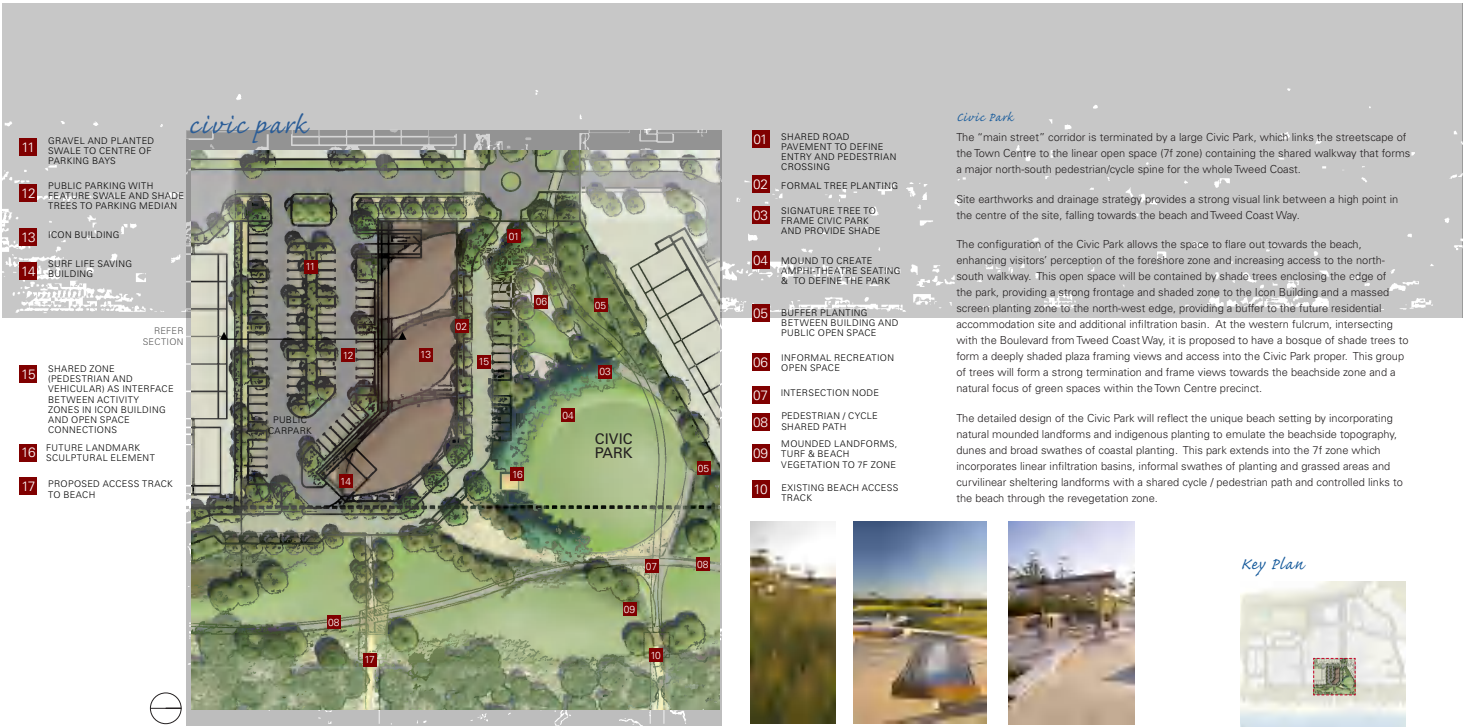 civic park
11
GRAVEL AND PLANTED
SWALE TO CENTRE OF
PARKING BAYS
12
PUBLIC PARKING WITH
FEATURE SWALE AND SHADE
TREES TO PARKING MEDIAN
13
ICON BUILDING
14
SURF LIFE SAVING
BUILDING
REFER
SECTION
15
SHARED ZONE
(PEDESTRIAN AND
VEHICULAR) AS INTERFACE
BETWEEN ACTIVITY
ZONES IN ICON BUILDING
AND OPEN SPACE
CONNECTIONS
16
FUTURE LANDMARK
SCULPTURAL ELEMENT
17
PROPOSED ACCESS TRACK
TO BEACH
01
11
06
05
02
12
13
15
03
04
PUBLIC
CARPARK
CIVIC
PARK
05
16
14
07
08
09
08
10
17
01
SHARED ROAD
PAVEMENT TO DEFINE
ENTRY AND PEDESTRIAN
CROSSING
02
FORMAL TREE PLANTING
03
SIGNATURE TREE TO
FRAME CIVIC PARK
AND PROVIDE SHADE
04
MOUND TO CREATE
AMPHI-THEATRE SEATING
& TO DEFINE THE PARK
05
BUFFER PLANTING
BETWEEN BUILDING AND
PUBLIC OPEN SPACE
06
INFORMAL RECREATION
OPEN SPACE
07
INTERSECTION NODE
08
PEDESTRIAN / CYCLE
SHARED PATH
09
MOUNDED LANDFORMS,
TURF & BEACH
VEGETATION TO 7F ZONE
10
EXISTING BEACH ACCESS
TRACK
Civic Park
The “main street” corridor is terminated by a large Civic Park, which links the streetscape of
the Town Centre to the linear open space (7f zone) containing the shared walkway that forms
a major north-south pedestrian/cycle spine for the whole Tweed Coast.
Site earthworks and drainage strategy provides a strong visual link between a high point in
the centre of the site, falling towards the beach and Tweed Coast Way.
The configuration of the Civic Park allows the space to flare out towards the beach,
enhancing visitors’ perception of the foreshore zone and increasing access to the north-
south walkway. This open space will be contained by shade trees enclosing the edge of
the park, providing a strong frontage and shaded zone to the Icon Building and a massed
screen planting zone to the north-west edge, providing a buffer to the future residential
accommodation site and additional infiltration basin. At the western fulcrum, intersecting
with the Boulevard from Tweed Coast Way, it is proposed to have a bosque of shade trees to
form a deeply shaded plaza framing views and access into the Civic Park proper. This group
of trees will form a strong termination and frame views towards the beachside zone and a
natural focus of green spaces within the Town Centre precinct.
The detailed design of the Civic Park will reflect the unique beach setting by incorporating
natural mounded landforms and indigenous planting to emulate the beachside topography,
dunes and broad swathes of coastal planting. This park extends into the 7f zone which
incorporates linear infiltration basins, informal swathes of planting and grassed areas and
curvilinear sheltering landforms with a shared cycle / pedestrian path and controlled links to
the beach through the revegetation zone.
Key Plan